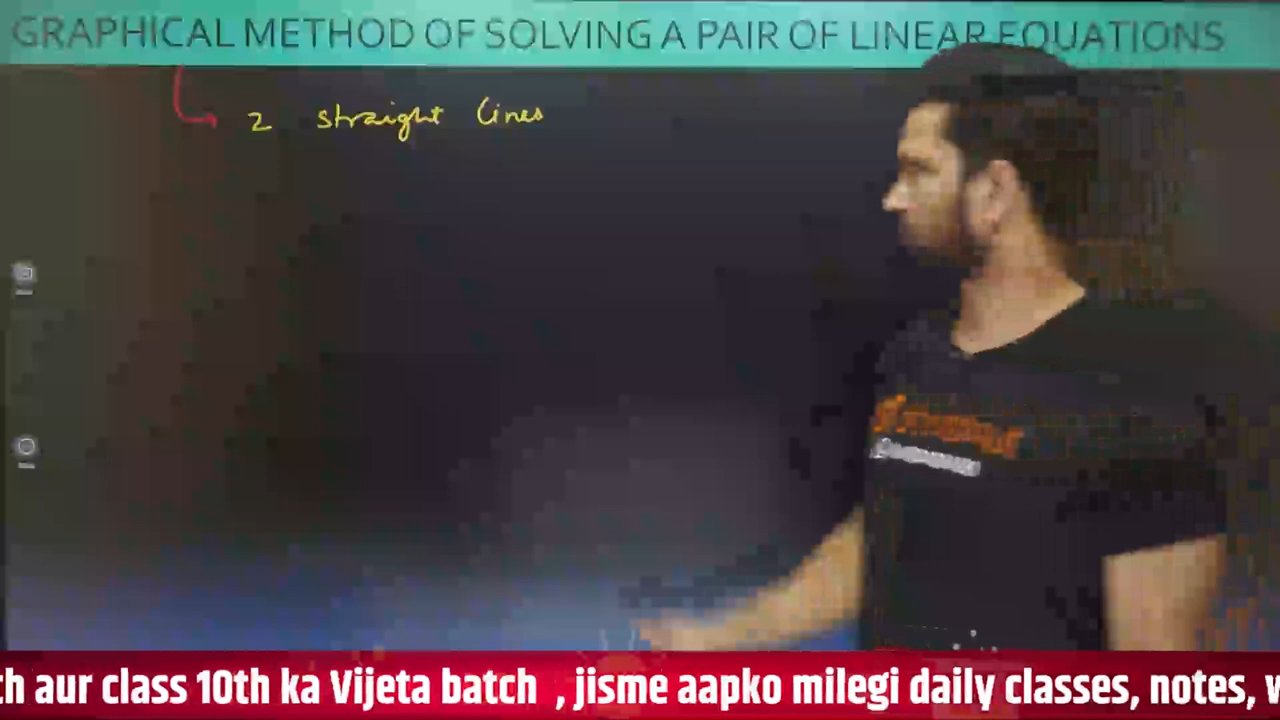 GRAPHICAL METHOD OF SOLVING A PAIR OF LINEAR EQUATIONS
2 straight lines
th aur class 10th ka Vijeta batch , jisme aapko milegi daily classes, notes,